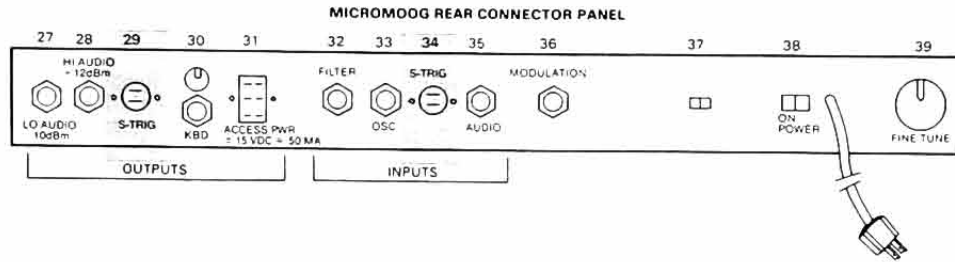 MICROMOOG REAR CONNECTOR PANEL
27 28 29 30 31 32 33 34 35 36 37 38 39
HI AUDIO
- 12dBm
FILTER
S-TRIG
MODULATION
LO AUDIO
10dBm
S-TRIG
KBD
ACCESS PWR
± 15 VDC = 50 MA
OSC
AUDIO
ON
POWER
FINE TUNE
OUTPUTS
INPUTS